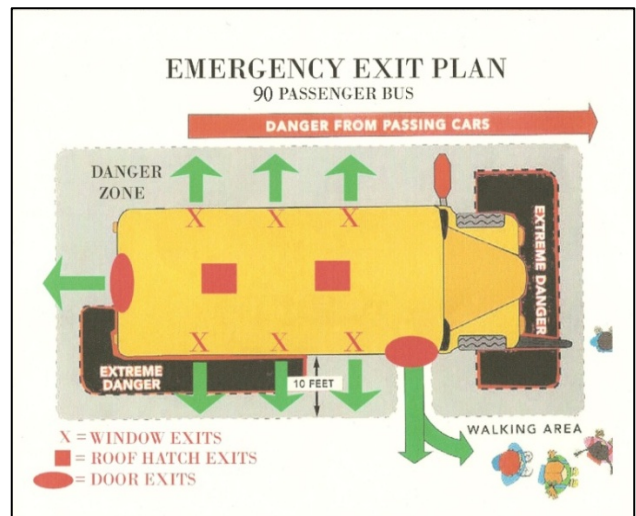 EMERGENCY EXIT PLAN
90 PASSENGER BUS
DANGER FROM PASSING CARS
DANGER
ZONE
X X X
EXTREME DANGER
X X X
EXTREME
DANGER
10 FEET
WALKING AREA
X = WINDOW EXITS
= ROOF HATCH EXITS
= DOOR EXITS